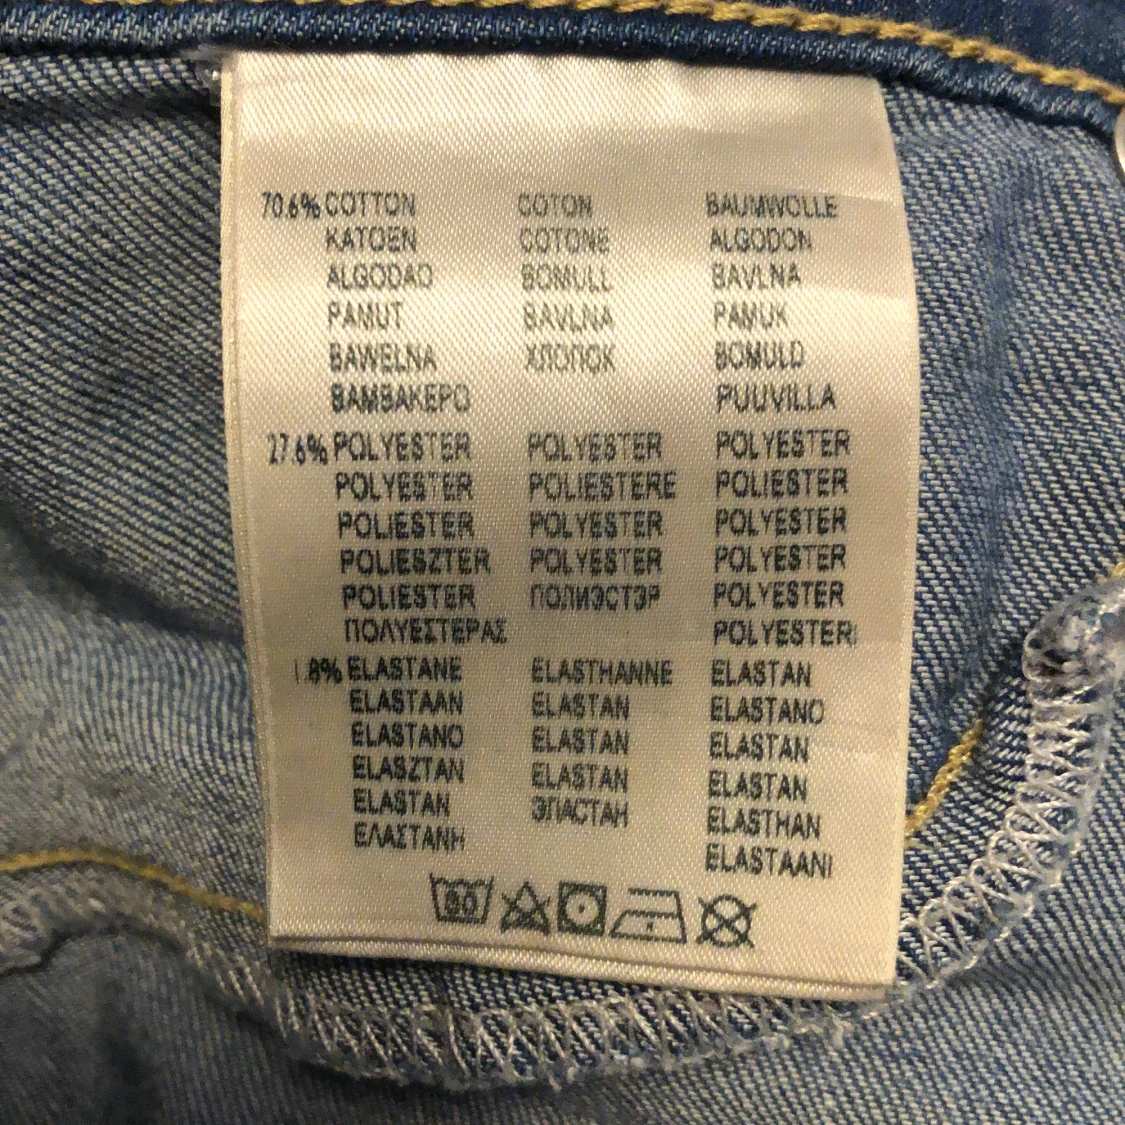 70.6% COTTON COTON BAUMWOLLE
KATOEN COTONE ALGODON
ALGODAO BOMULL BAVLNA
PAMUT BAVLNA PAMUK
BAWELNA ХЛОПОК BOMULD
ΒΑΜΒΑΚΕΡΟ PUUVILLA
27.6% POLYESTER POLYESTER POLYESTER
POLYESTER POLIESTERE POLIESTER
POLIESTER POLYESTER POLYESTER
POLIESZTER POLYESTER POLYESTER
POLIESTER ПОЛИЭСТЭР POLYESTER
ΠΟΛΥΕΣΤΕΡΑΣ POLYESTERI
1.8% ELASTANE ELASTHANNE ELASTAN
ELASTAAN ELASTAN ELASTANO
ELASTANO ELASTAN ELASTAN
ELASZTAN ELASTAN ELASTAN
ELASTAN ЭЛАСТАН ELASTHAN
ΕΛΑΣΤΑΝΗ ELASTAANI